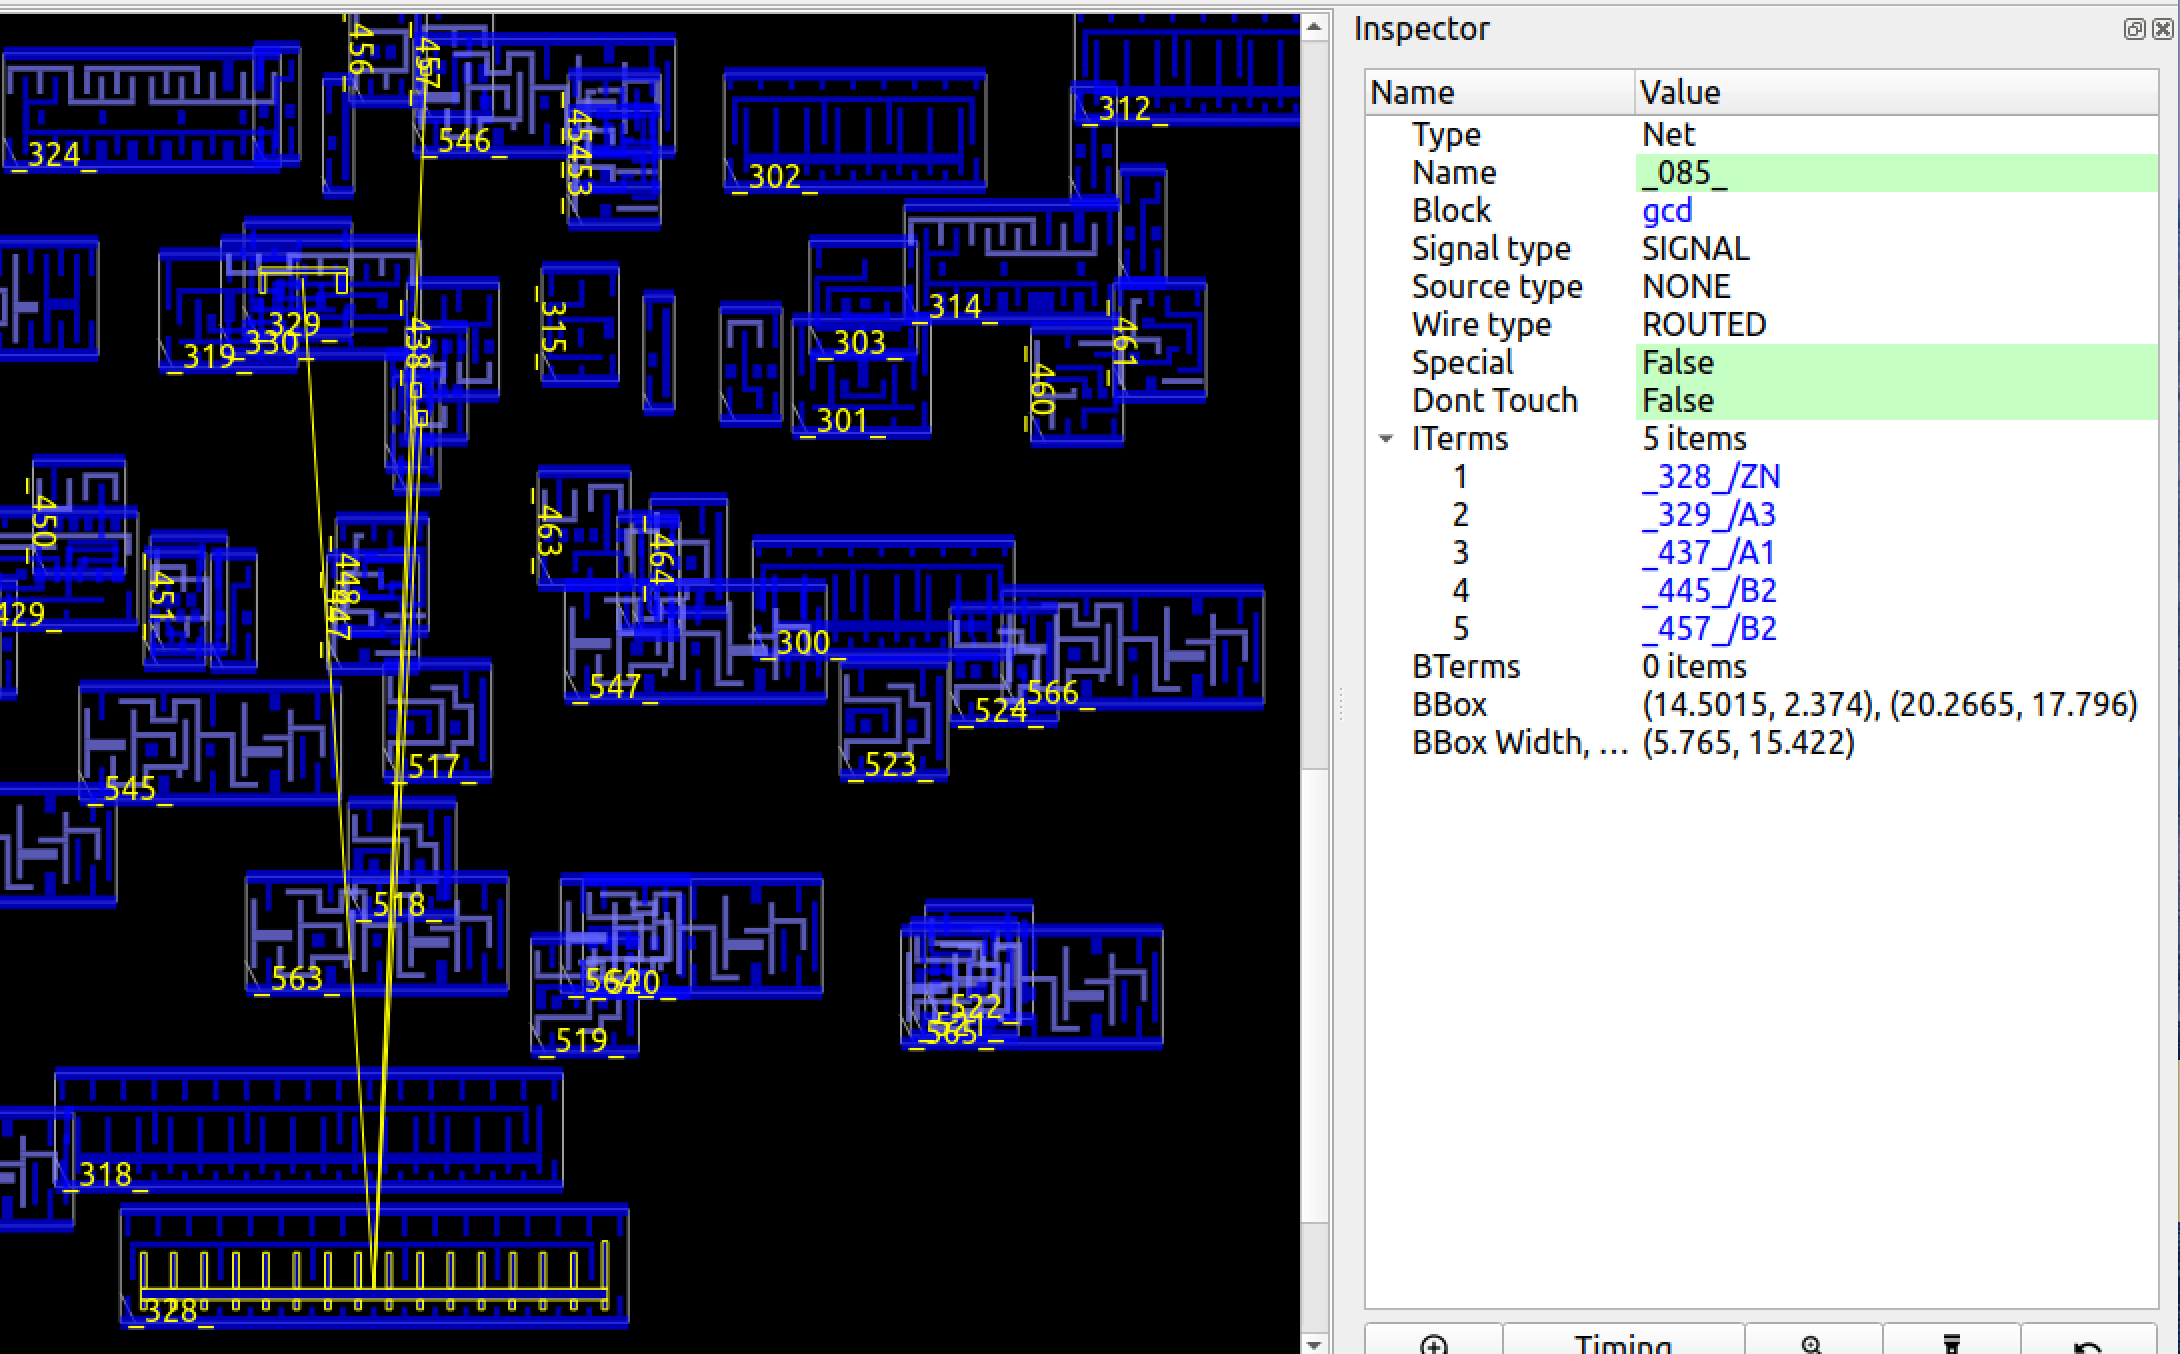 Inspector
Name Value
Type Net
Name _085_
Block gcd
Signal type SIGNAL
Source type NONE
Wire type ROUTED
Special False
Dont Touch False
ITerms 5 items
1 _328_/ZN
2 _329_/A3
3 _437_/A1
4 _445_/B2
5 _457_/B2
BTerms 0 items
BBox (14.5015, 2.374), (20.2665, 17.796)
BBox Width, ... (5.765, 15.422)
Timing
_456_
_457_
_324_
_546_
_453_
_302_
_312_
_319_
_330_
_329_
_438_
_315_
_303_
_314_
_301_
_460_
_461_
_450_
429_
_451_
_448_
_447_
_463_
_464_
_300_
_547_
_524_
_566_
_545_
_517_
_523_
_518_
_563_
_564_
_520_
_519_
_522_
_565_
_318_
_328_